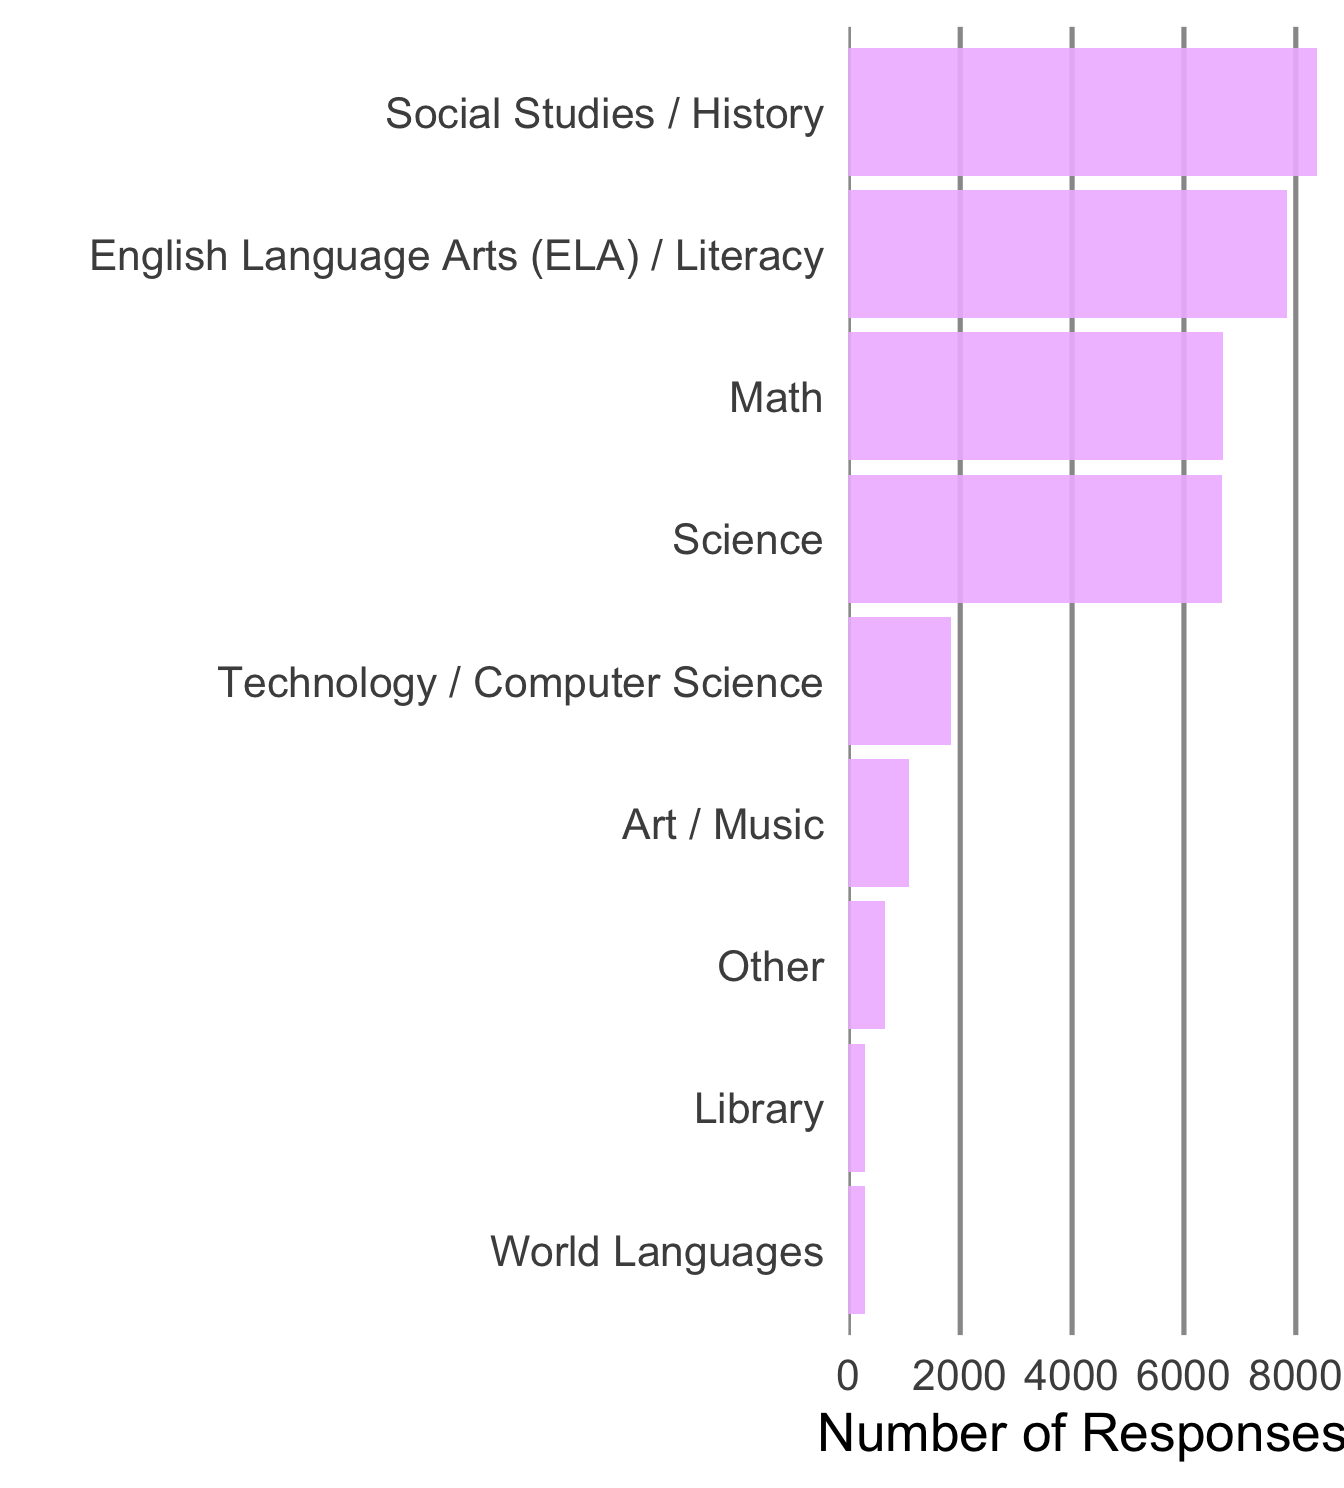 Social Studies / History
English Language Arts (ELA) / Literacy
Math
Science
Technology / Computer Science
Art / Music
Other
Library
World Languages
0 2000 4000 6000 8000
Number of Responses